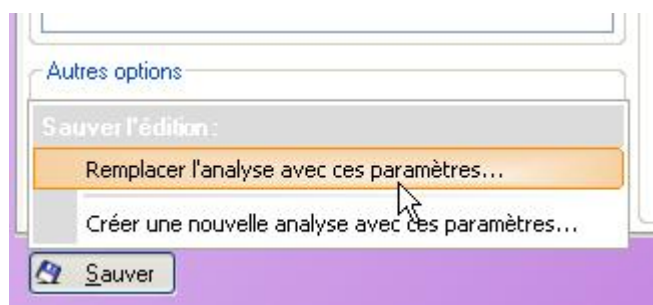 Autres options
Sauver l'édition :
Remplacer l'analyse avec ces paramètres...
Créer une nouvelle analyse avec ces paramètres...
Sauver